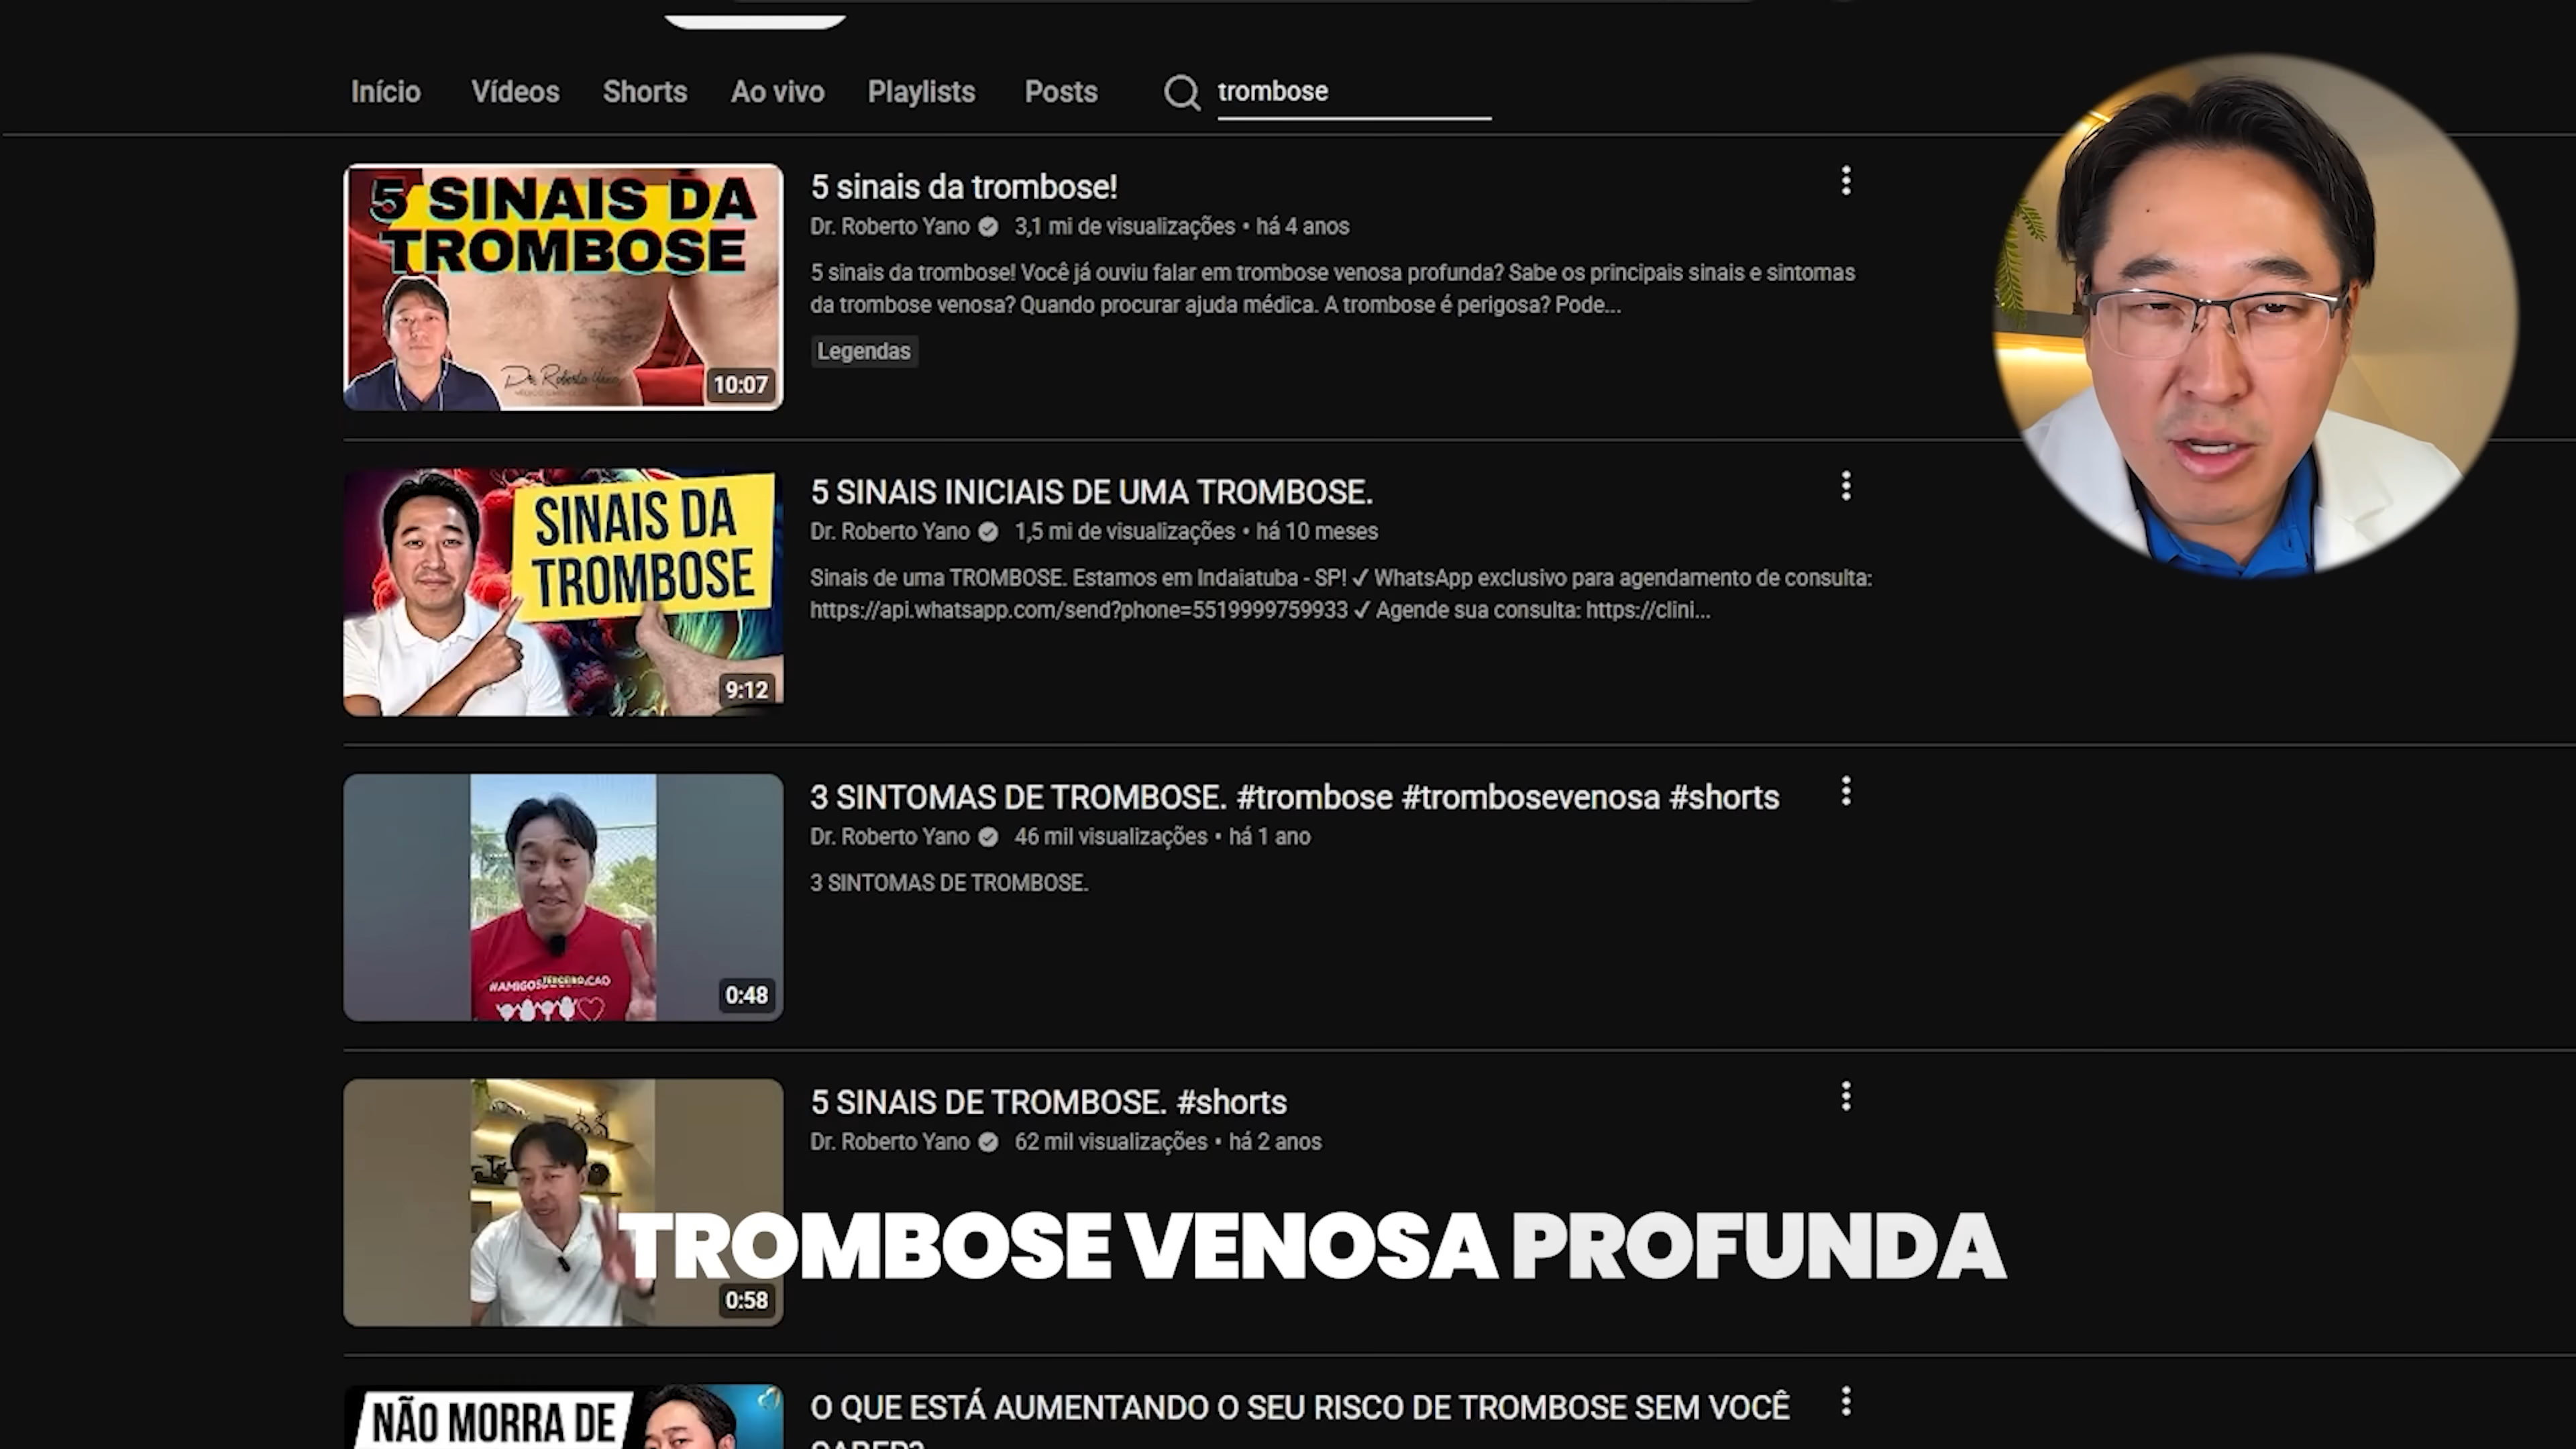 Início Vídeos Shorts Ao vivo Playlists Posts trombose
5 SINAIS DA
TROMBOSE
Dr. Roberto Yano
10:07
5 sinais da trombose!
Dr. Roberto Yano 3,1 mi de visualizações • há 4 anos
5 sinais da trombose! Você já ouviu falar em trombose venosa profunda? Sabe os principais sinais e sintomas
da trombose venosa? Quando procurar ajuda médica. A trombose é perigosa? Pode...
Legendas
SINAIS DA
TROMBOSE
9:12
5 SINAIS INICIAIS DE UMA TROMBOSE.
Dr. Roberto Yano 1,5 mi de visualizações • há 10 meses
Sinais de uma TROMBOSE. Estamos em Indaiatuba - SP! ✓ WhatsApp exclusivo para agendamento de consulta:
https://api.whatsapp.com/send?phone=5519999759933 ✓ Agende sua consulta: https://clini...
TERCEIRO
0:48
3 SINTOMAS DE TROMBOSE. #trombose #trombosevenosa #shorts
Dr. Roberto Yano 46 mil visualizações • há 1 ano
3 SINTOMAS DE TROMBOSE.
0:58
5 SINAIS DE TROMBOSE. #shorts
Dr. Roberto Yano 62 mil visualizações • há 2 anos
TROMBOSE VENOSA PROFUNDA
NÃO MORRA DE
O QUE ESTÁ AUMENTANDO O SEU RISCO DE TROMBOSE SEM VOCÊ
SABER?